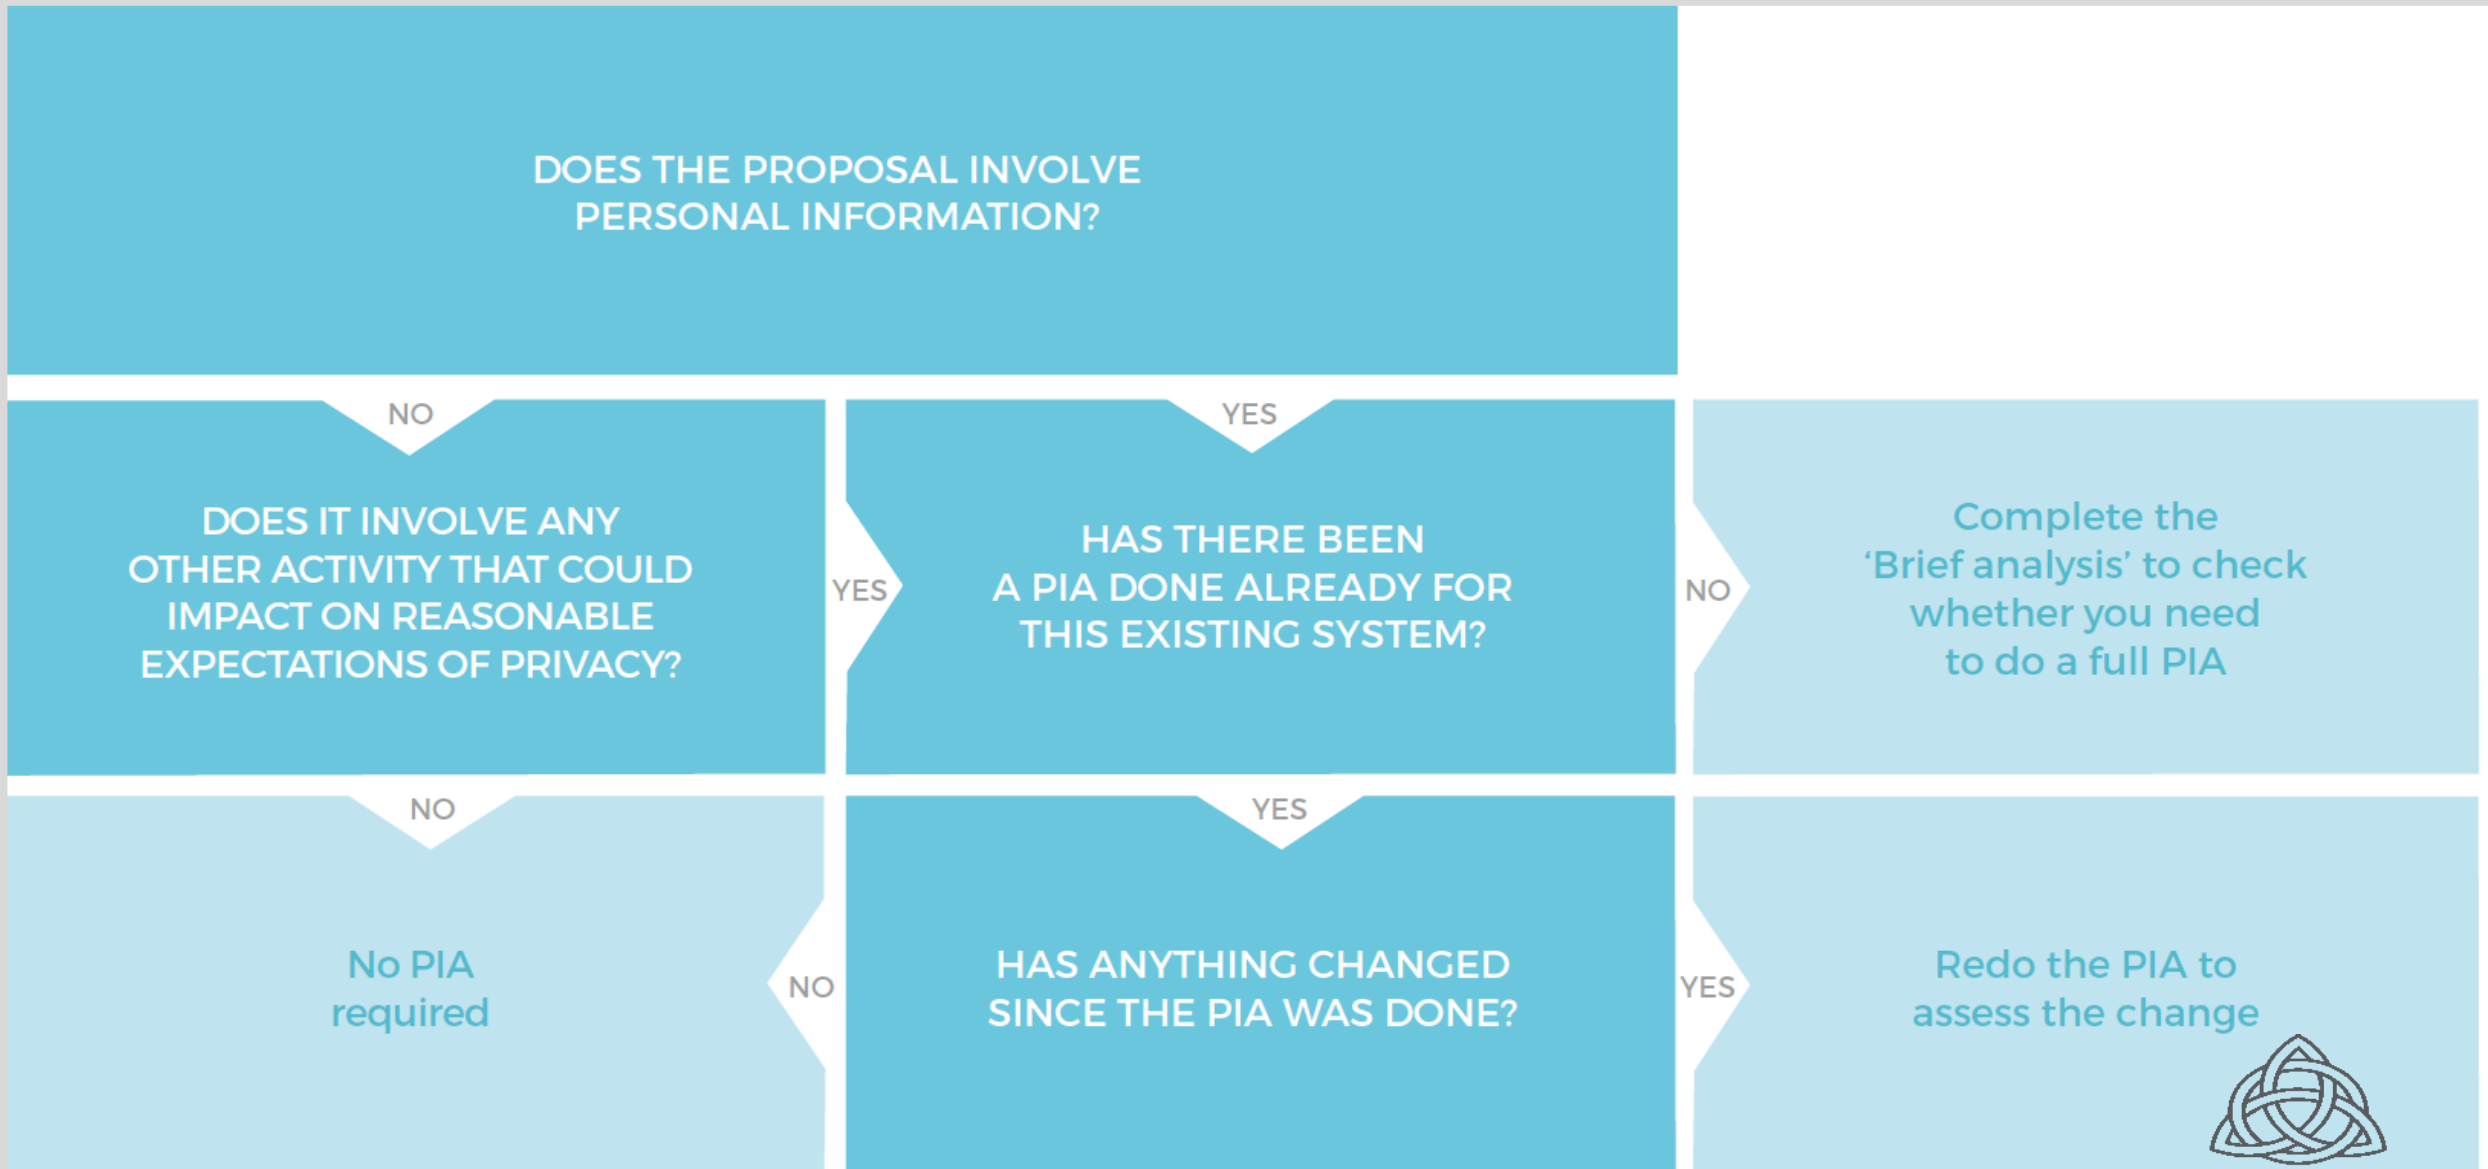 DOES THE PROPOSAL INVOLVE
PERSONAL INFORMATION?
NO
YES
DOES IT INVOLVE ANY
OTHER ACTIVITY THAT COULD
IMPACT ON REASONABLE
EXPECTATIONS OF PRIVACY?
YES
HAS THERE BEEN
A PIA DONE ALREADY FOR
THIS EXISTING SYSTEM?
NO
Complete the
‘Brief analysis’ to check
whether you need
to do a full PIA
NO
YES
No PIA
required
NO
HAS ANYTHING CHANGED
SINCE THE PIA WAS DONE?
YES
Redo the PIA to
assess the change